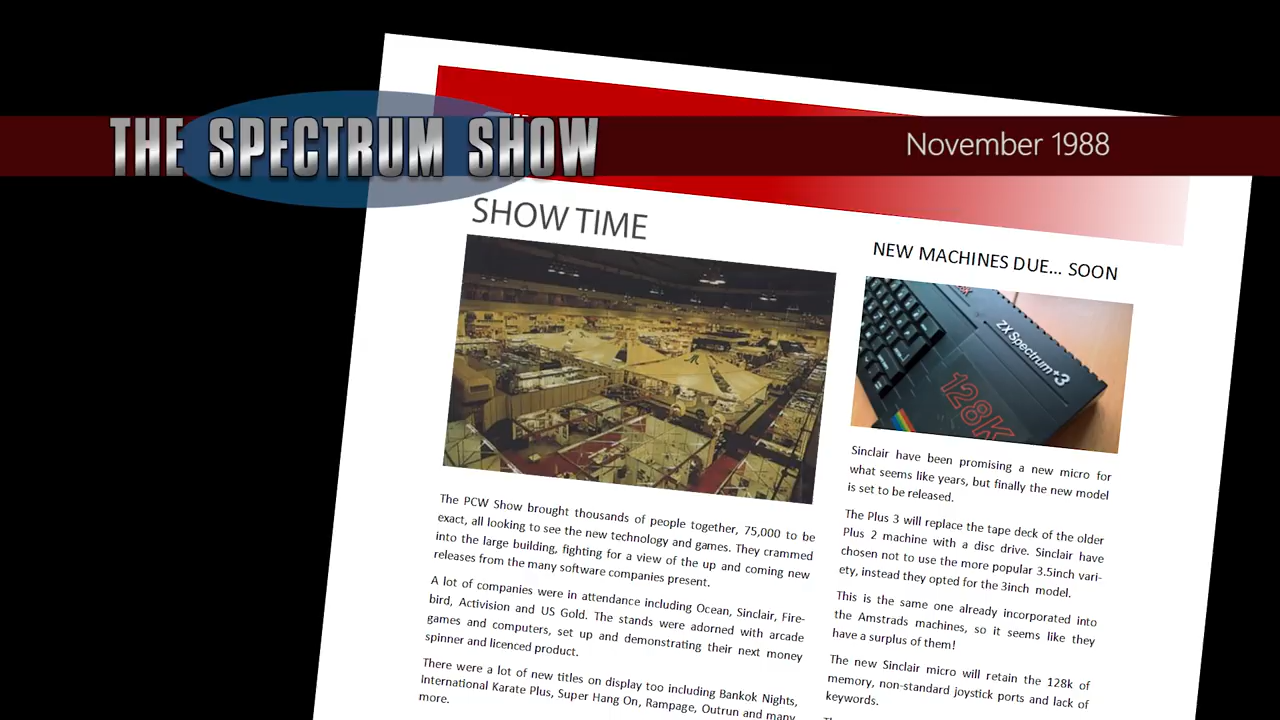 THE SPECTRUM SHOW
November 1988
SHOW TIME
The PCW Show brought thousands of people together, 75,000 to be
exact, all looking to see the new technology and games. They crammed
into the large building, fighting for a view of the up and coming new
releases from the many software companies present.
A lot of companies were in attendance including Ocean, Sinclair, Fire-
bird, Activision and US Gold. The stands were adorned with arcade
games and computers, set up and demonstrating their next money
spinner and licenced product.
There were a lot of new titles on display too including Bankok Nights,
International Karate Plus, Super Hang On, Rampage, Outrun and many
more.
NEW MACHINES DUE... SOON
ZX Spectrum +3
128K
Sinclair have been promising a new micro for
what seems like years, but finally the new model
is set to be released.
The Plus 3 will replace the tape deck of the older
Plus 2 machine with a disc drive. Sinclair have
chosen not to use the more popular 3.5inch vari-
ety, instead they opted for the 3inch model.
This is the same one already incorporated into
the Amstrads machines, so it seems like they
have a surplus of them!
The new Sinclair micro will retain the 128k of
memory, non-standard joystick ports and lack of
keywords.